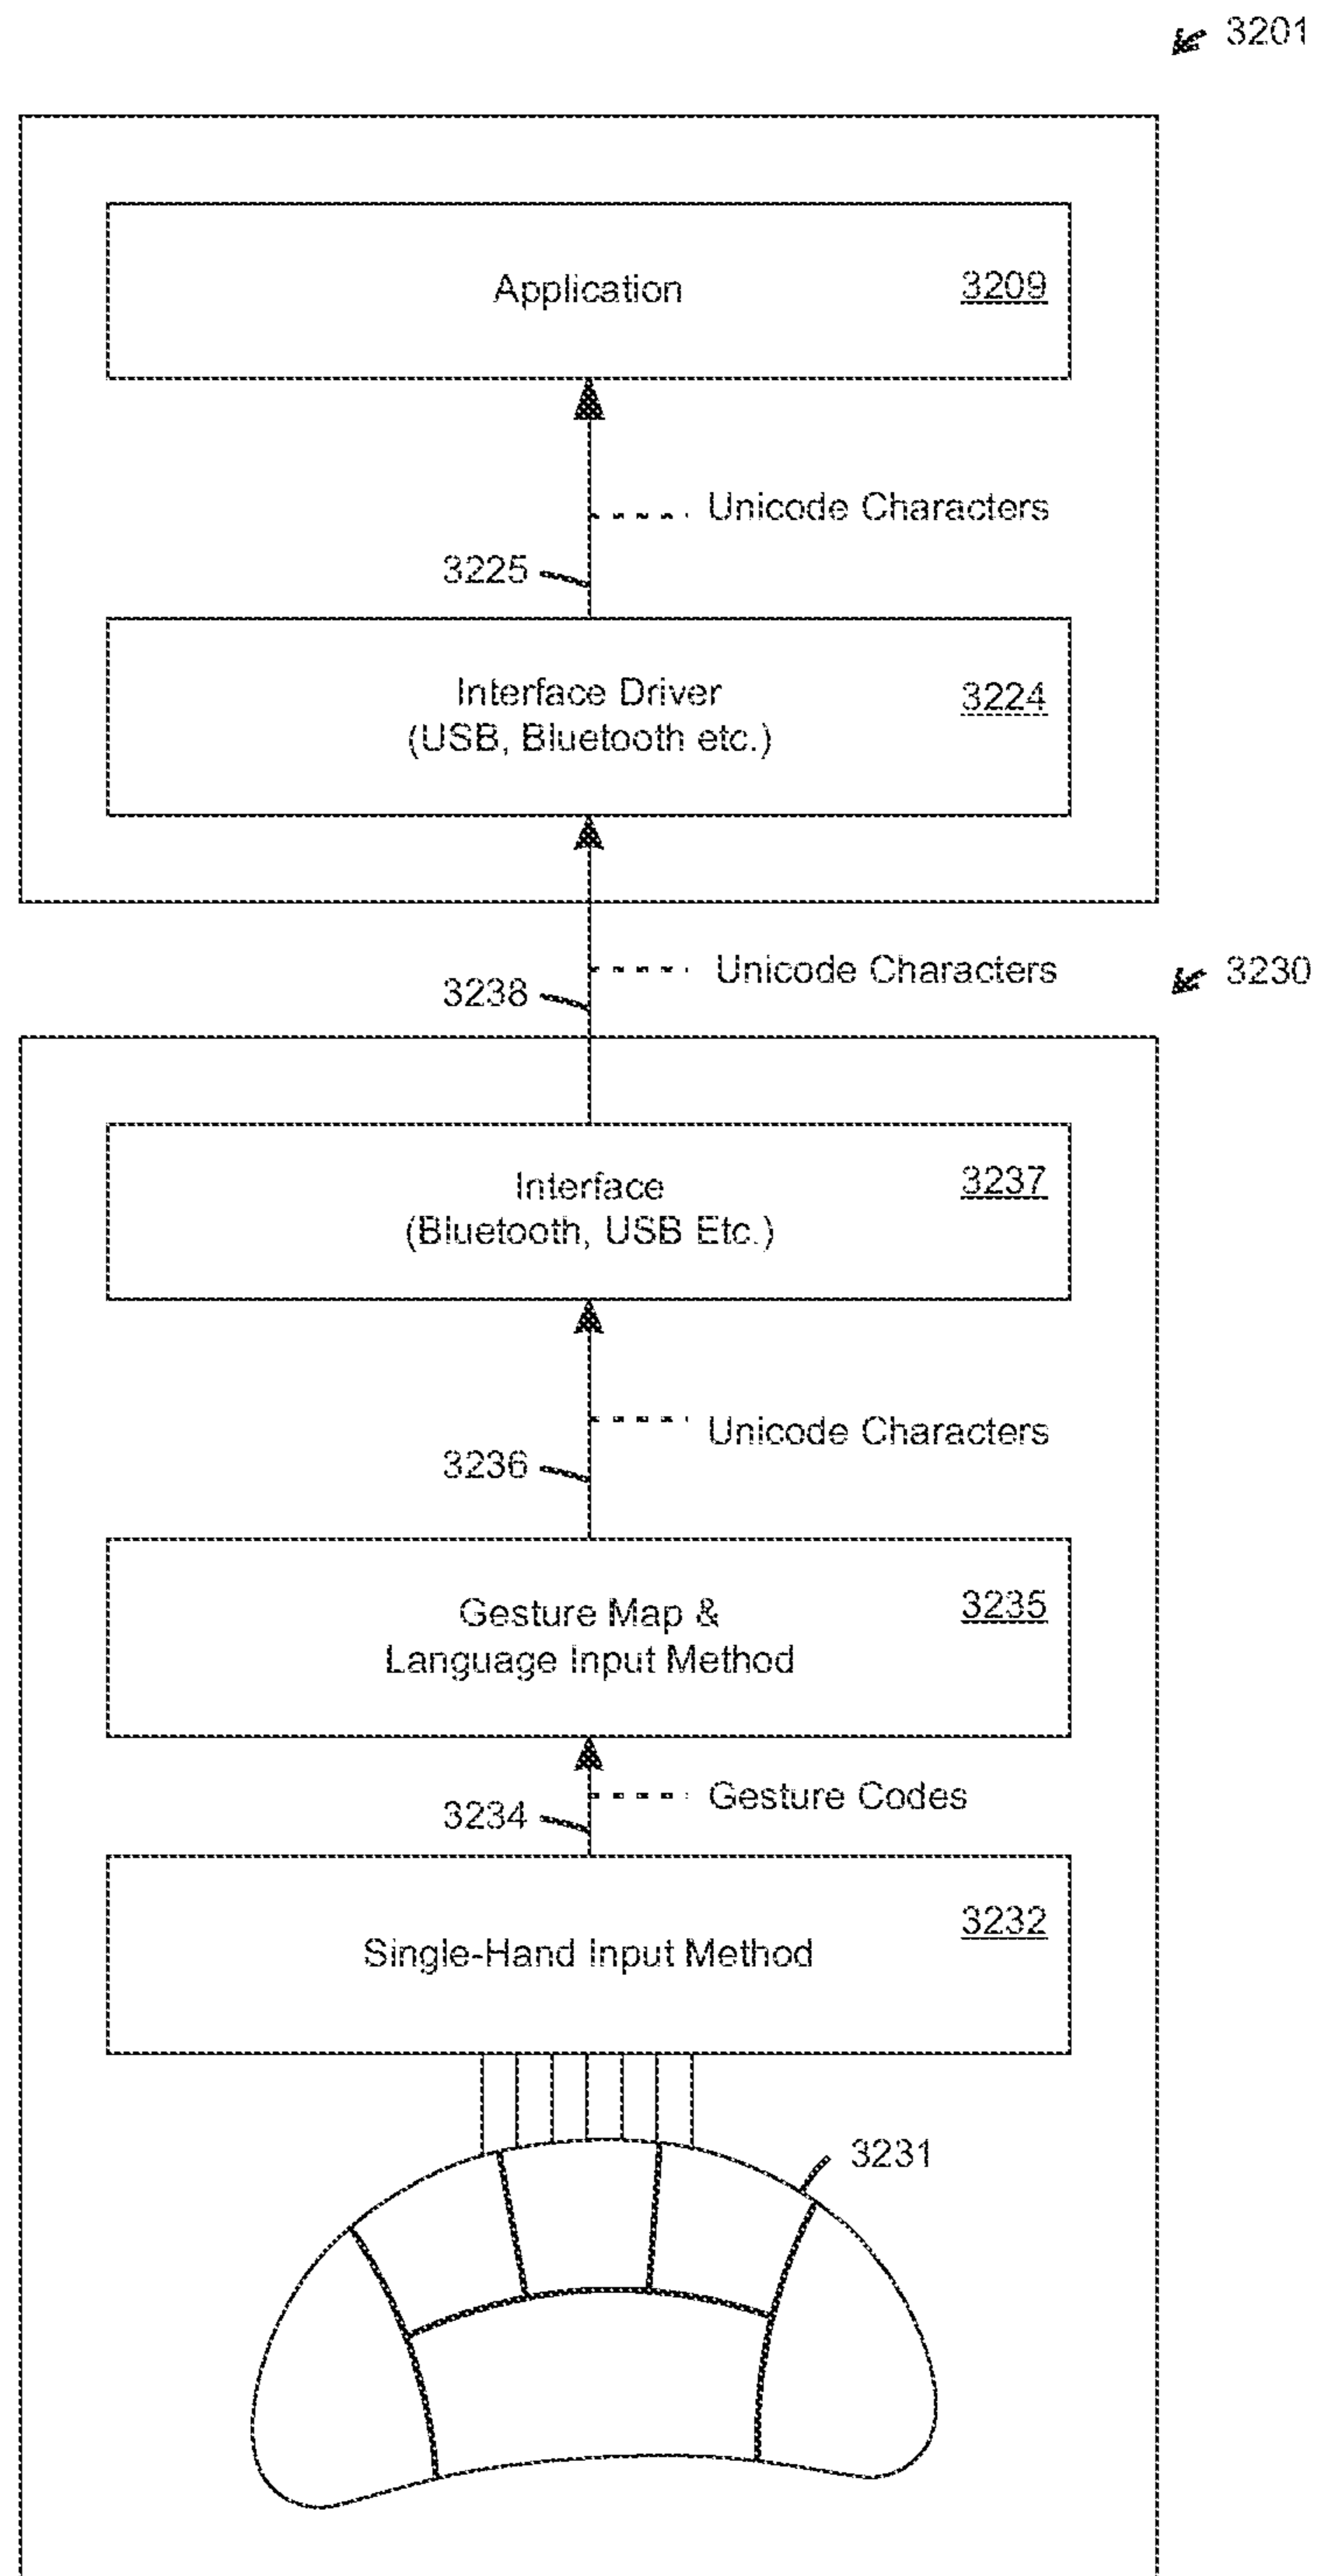 3201
Application
3209
Unicode Characters
3225
Interface Driver
3224
(USB, Bluetooth etc.)
Unicode Characters
3230
3238
Interface
3237
(Bluetooth, USB Etc.)
Unicode Characters
3236
Gesture Map &
3235
Language Input Method
Gesture Codes
3234
3232
Single-Hand Input Method
3231